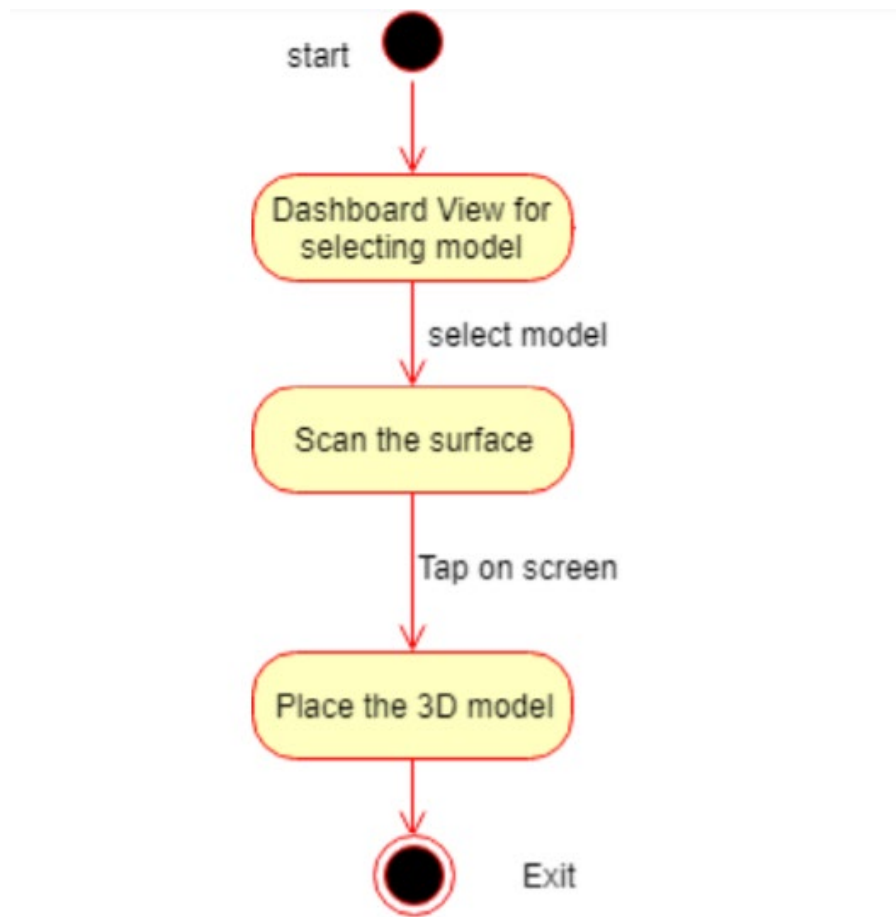 start
Dashboard View for
selecting model
select model
Scan the surface
Tap on screen
Place the 3D model
Exit